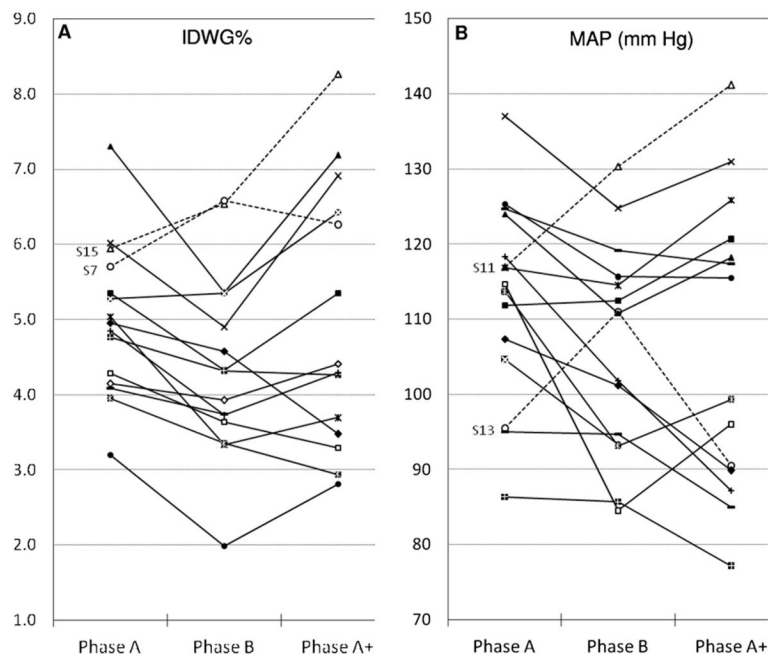 A
IDWG%
9.0
8.0
7.0
6.0
5.0
4.0
3.0
2.0
1.0
S15
S7
Phase Λ
Phase B
Phase Λ+
B
MAP (mm Hg)
150
140
130
120
110
100
90
80
70
S11
S13
Phase A
Phase B
Phase A+